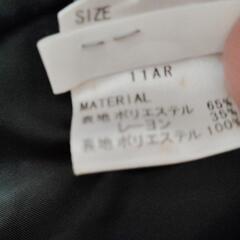 SIZE
11AR
MATERIAL
表地 ポリエステル 65%
レーヨン 35%
裏地 ポリエステル 100%